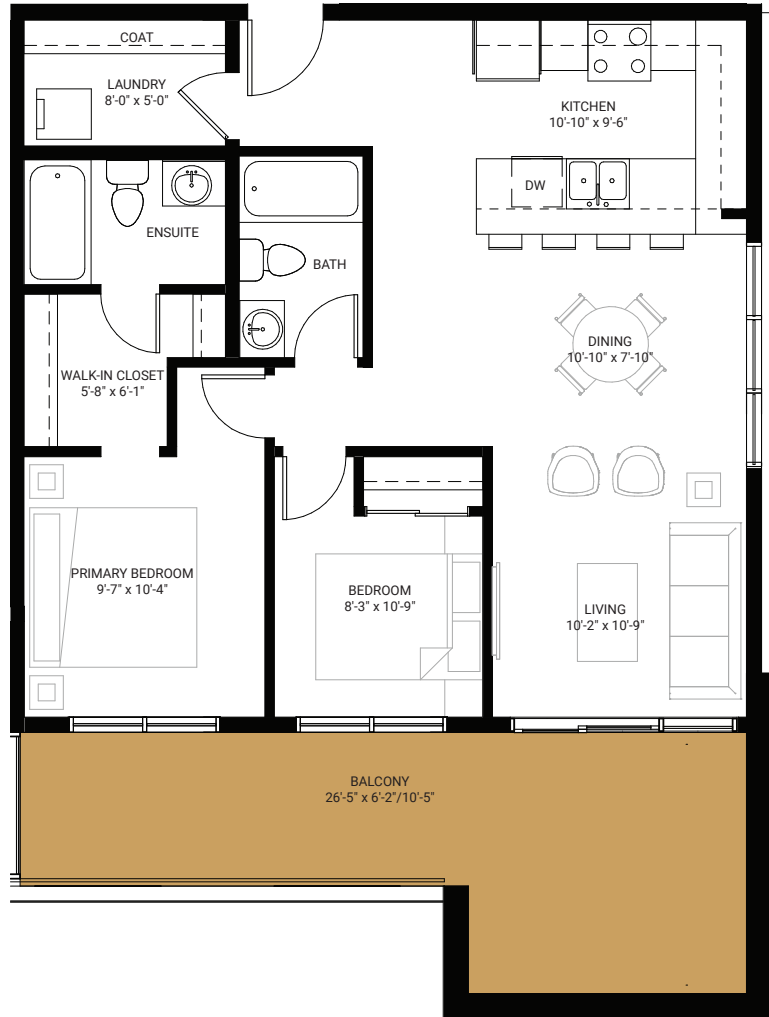 COAT
LAUNDRY
8'-0" x 5'-0"
KITCHEN
10'-10" x 9'-6"
DW
ENSUITE
BATH
DINING
10'-10" x 7'-10"
WALK-IN CLOSET
5'-8" x 6'-1"
PRIMARY BEDROOM
9'-7" x 10'-4"
BEDROOM
8'-3" x 10'-9"
LIVING
10'-2" x 10'-9"
BALCONY
26'-5" x 6'-2"/10'-5"